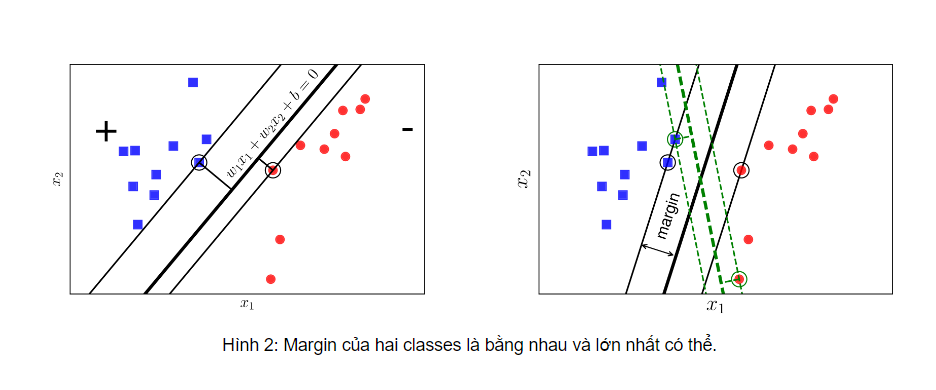 +
-
w₁x₁ + w₂x₂ + b = 0
x₂
x₁
margin
x₂
x₁
Hình 2: Margin của hai classes là bằng nhau và lớn nhất có thể.